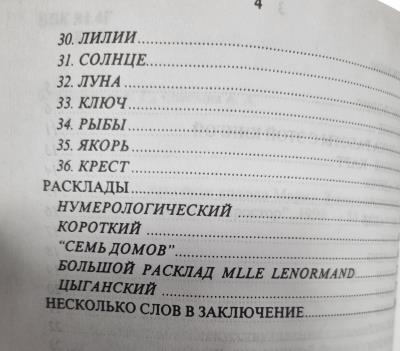 4
30. ЛИЛИИ
31. СОЛНЦЕ
32. ЛУНА
33. КЛЮЧ
34. РЫБЫ
35. ЯКОРЬ
36. КРЕСТ
РАСКЛАДЫ
НУМЕРОЛОГИЧЕСКИЙ
КОРОТКИЙ
"СЕМЬ ДОМОВ"
БОЛЬШОЙ РАСКЛАД MLLE LENORMAND
ЦЫГАНСКИЙ
НЕСКОЛЬКО СЛОВ В ЗАКЛЮЧЕНИЕ